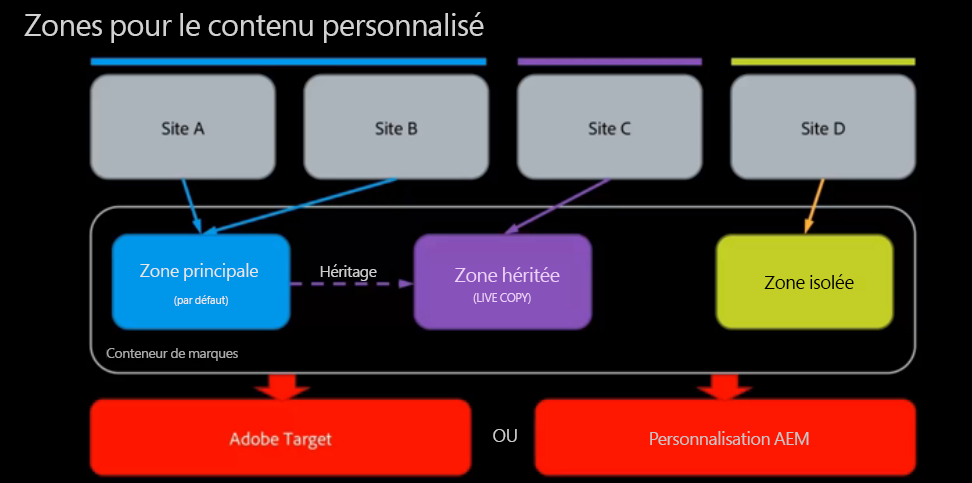 Zones pour le contenu personnalisé
Site A
Site B
Site C
Site D
Zone principale
(par défaut)
Héritage
Zone héritée
(LIVE COPY)
Zone isolée
Conteneur de marques
Adobe Target
OU
Personnalisation AEM